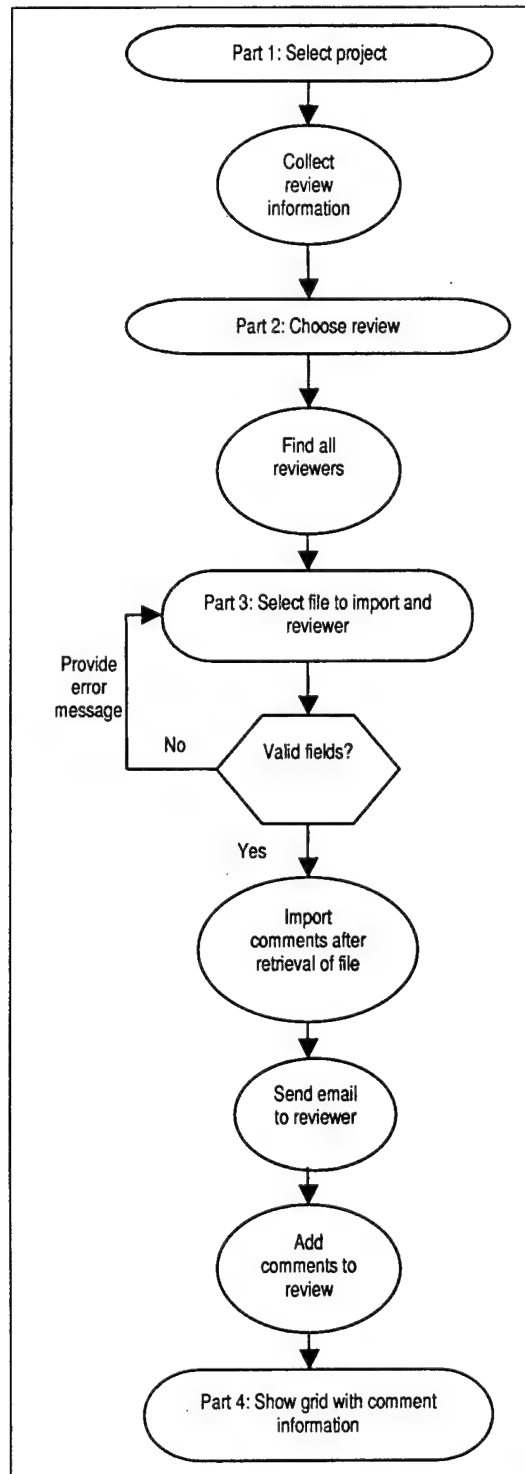 Part 1: Select project
Collect
review
information
Part 2: Choose review
Find all
reviewers
Part 3: Select file to import and
reviewer
Provide
error
message
No
Valid fields?
Yes
Import
comments after
retrieval of file
Send email
to reviewer
Add
comments to
review
Part 4: Show grid with comment
information